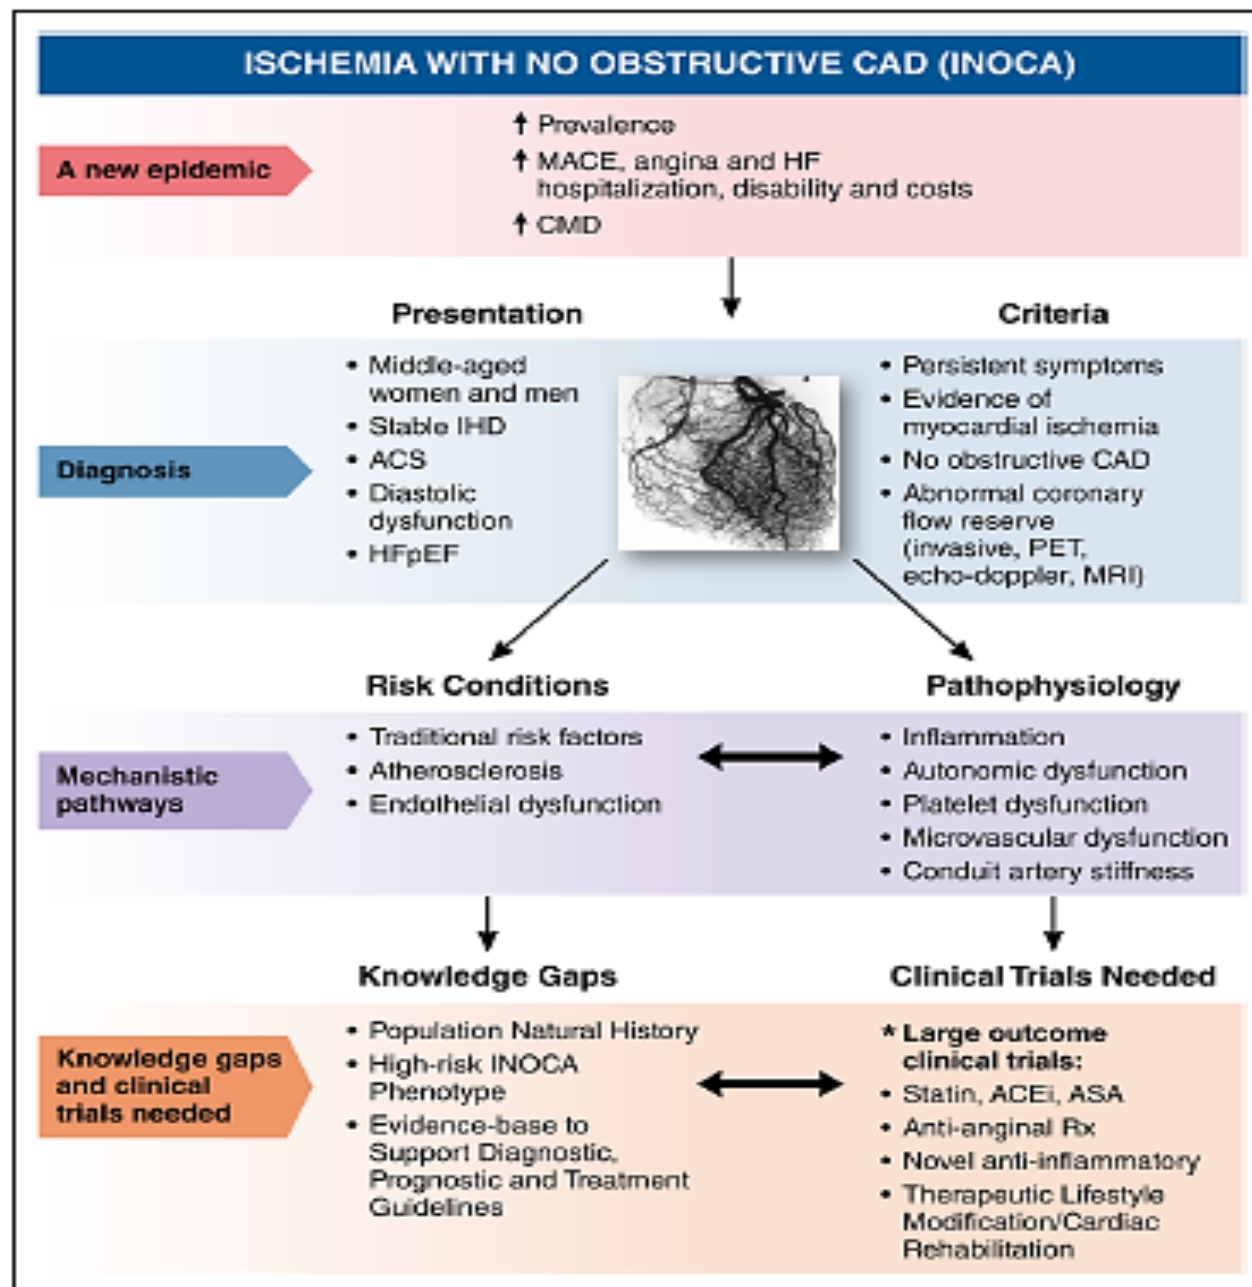 ISCHEMIA WITH NO OBSTRUCTIVE CAD (INOCA)
A new epidemic
↑ Prevalence
↑ MACE, angina and HF
hospitalization, disability and costs
↑ CMD
Diagnosis
Presentation
• Middle-aged
women and men
• Stable IHD
• ACS
• Diastolic
dysfunction
• HFpEF
Criteria
• Persistent symptoms
• Evidence of
myocardial ischemia
• No obstructive CAD
• Abnormal coronary
flow reserve
(invasive, PET,
echo-doppler, MRI)
Mechanistic
pathways
Risk Conditions
• Traditional risk factors
• Atherosclerosis
• Endothelial dysfunction
Pathophysiology
• Inflammation
• Autonomic dysfunction
• Platelet dysfunction
• Microvascular dysfunction
• Conduit artery stiffness
Knowledge gaps
and clinical
trials needed
Knowledge Gaps
• Population Natural History
• High-risk INOCA
Phenotype
• Evidence-base to
Support Diagnostic,
Prognostic and Treatment
Guidelines
Clinical Trials Needed
* Large outcome
clinical trials:
• Statin, ACEi, ASA
• Anti-anginal Rx
• Novel anti-inflammatory
• Therapeutic Lifestyle
Modification/Cardiac
Rehabilitation